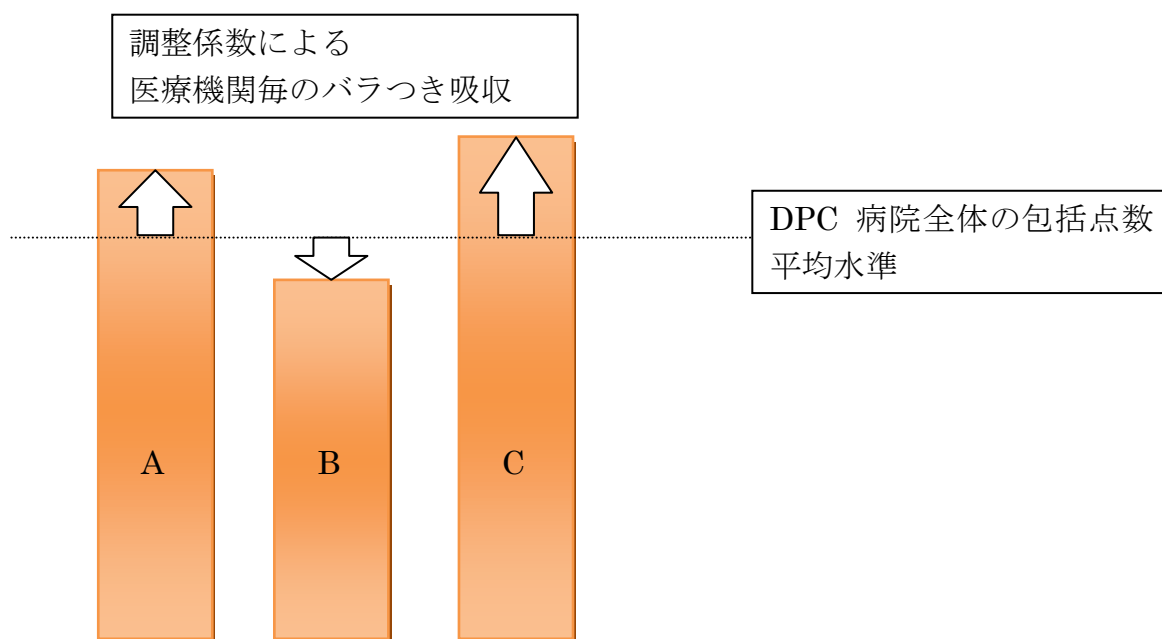 調整係数による
医療機関毎のバラつき吸収
DPC 病院全体の包括点数
平均水準
A
B
C